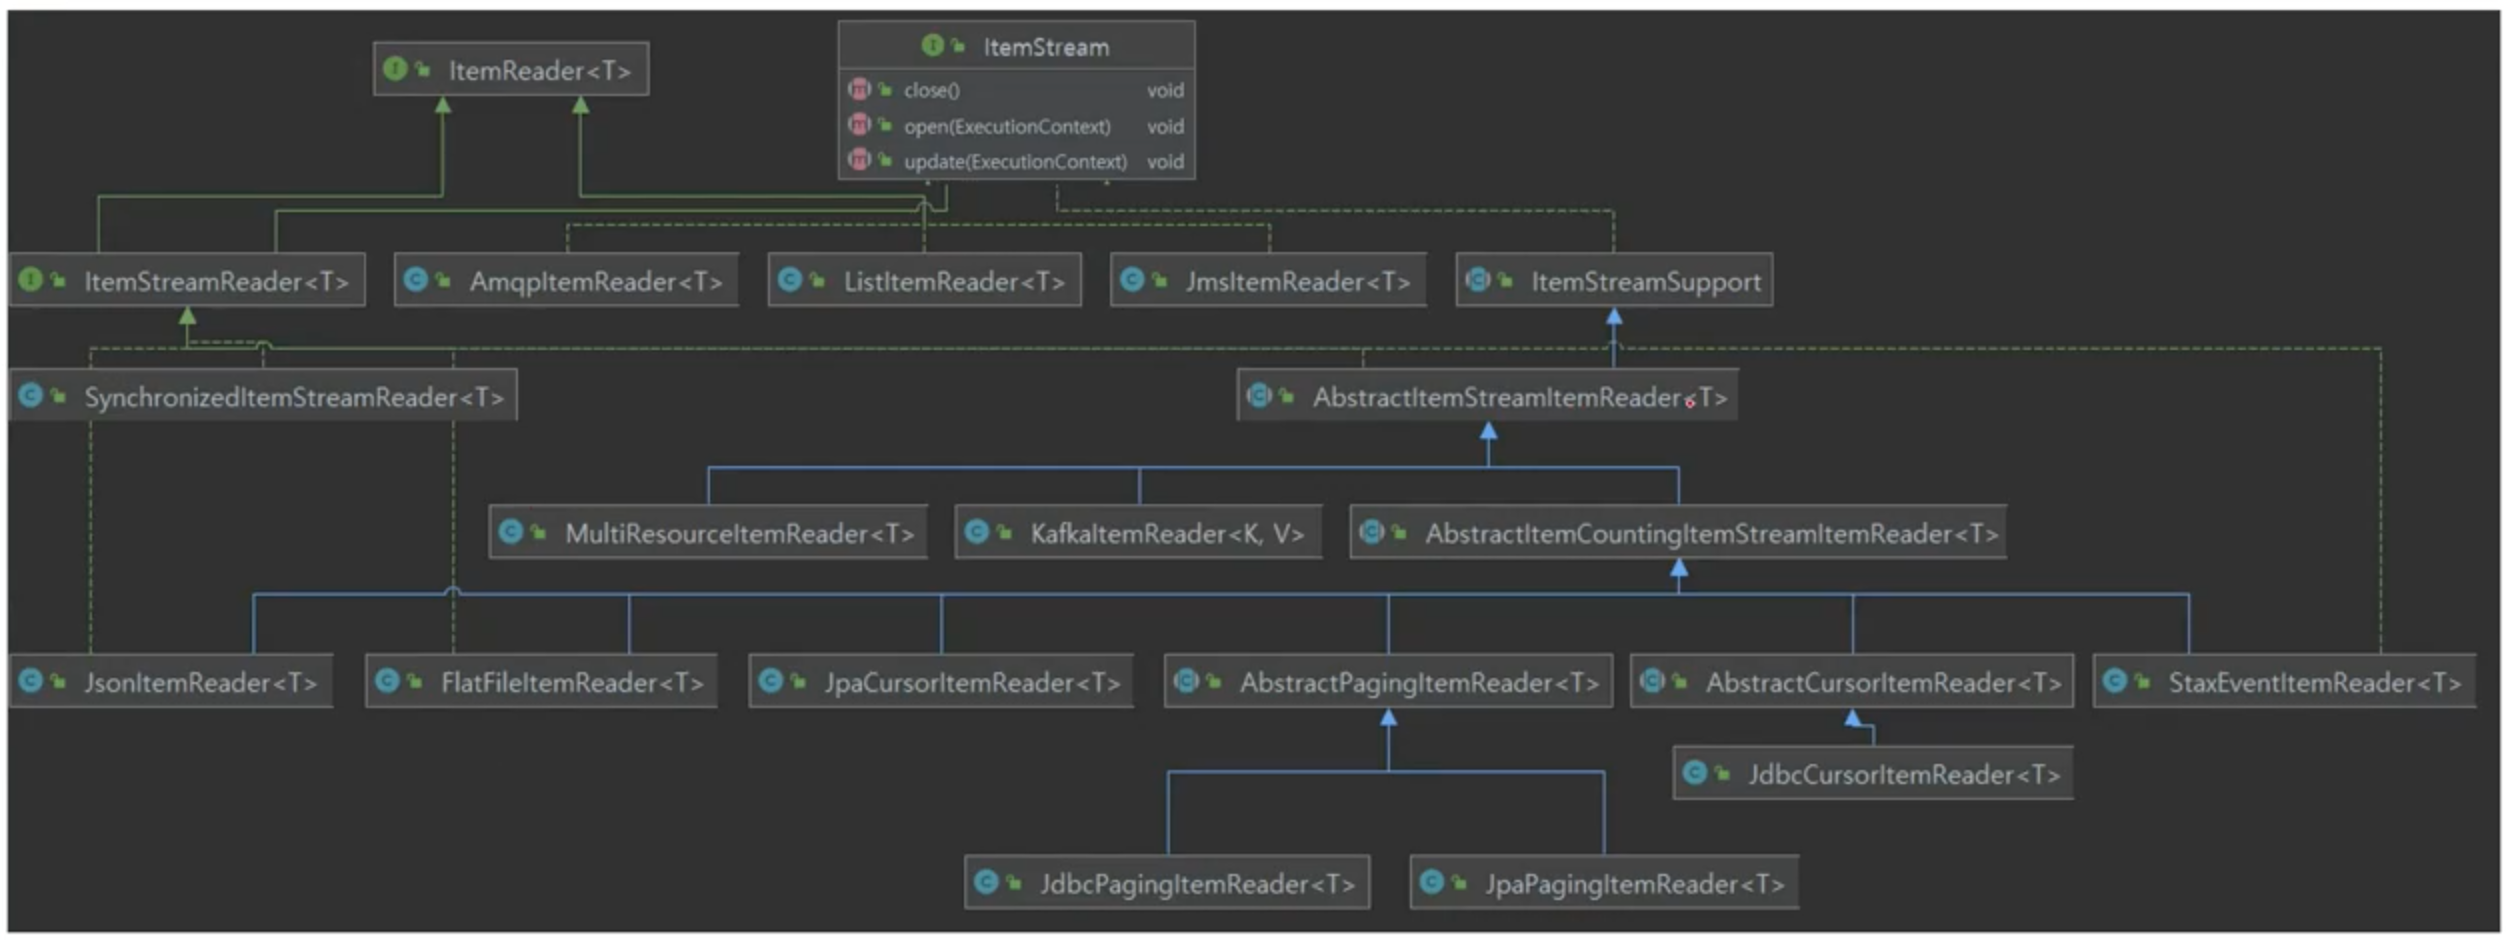 ItemReader<T>
ItemStream
close() void
open(ExecutionContext) void
update(ExecutionContext) void
ItemStreamReader<T>
AmqpItemReader<T>
ListItemReader<T>
JmsItemReader<T>
ItemStreamSupport
SynchronizedItemStreamReader<T>
AbstractItemStreamItemReader<T>
MultiResourceItemReader<T>
KafkaItemReader<K, V>
AbstractItemCountingItemStreamItemReader<T>
JsonItemReader<T>
FlatFileItemReader<T>
JpaCursorItemReader<T>
AbstractPagingItemReader<T>
AbstractCursorItemReader<T>
StaxEventItemReader<T>
JdbcCursorItemReader<T>
JdbcPagingItemReader<T>
JpaPagingItemReader<T>